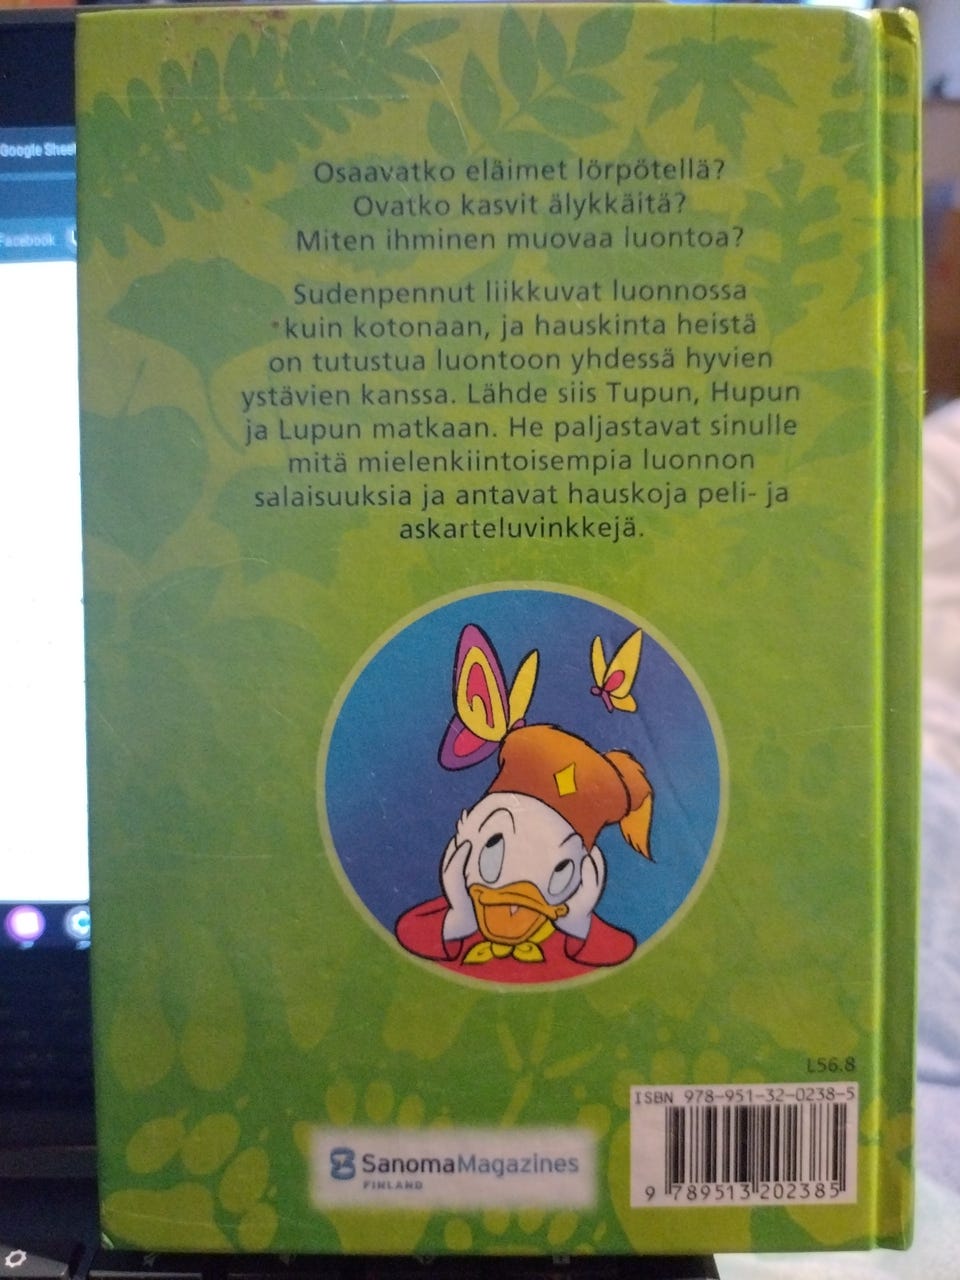 Google Sheet
Facebook
Osaavatko eläimet lörpötellä?
Ovatko kasvit älykkäitä?
Miten ihminen muovaa luontoa?
Sudenpennut liikkuvat luonnossa
kuin kotonaan, ja hauskinta heistä
on tutustua luontoon yhdessä hyvien
ystävien kanssa. Lähde siis Tupun, Hupun
ja Lupun matkaan. He paljastavat sinulle
mitä mielenkiintoisempia luonnon
salaisuuksia ja antavat hauskoja peli- ja
askarteluvinkkejä.
L56.8
ISBN 978-951-32-0238-5
SanomaMagazines
FINLAND
9 789513 202385